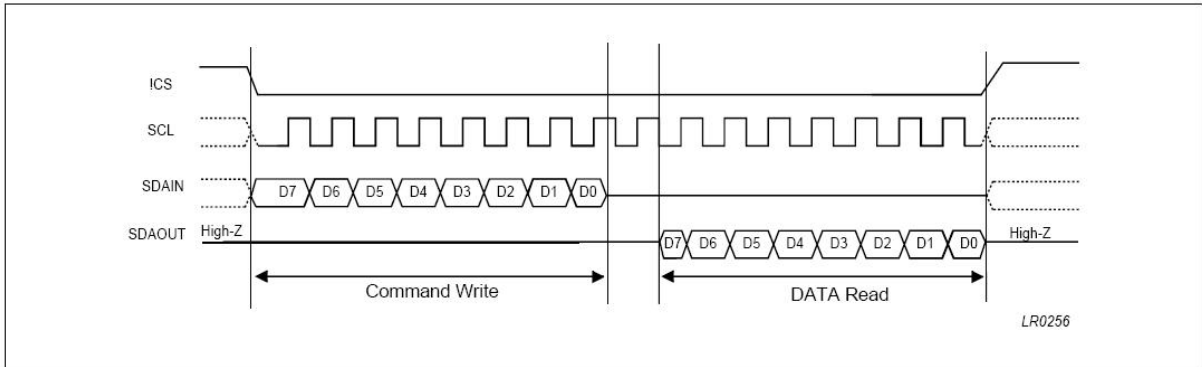 !CS
SCL
SDAIN D7 D6 D5 D4 D3 D2 D1 D0
SDAOUT High-Z D7 D6 D5 D4 D3 D2 D1 D0 High-Z
Command Write DATA Read
LR0256